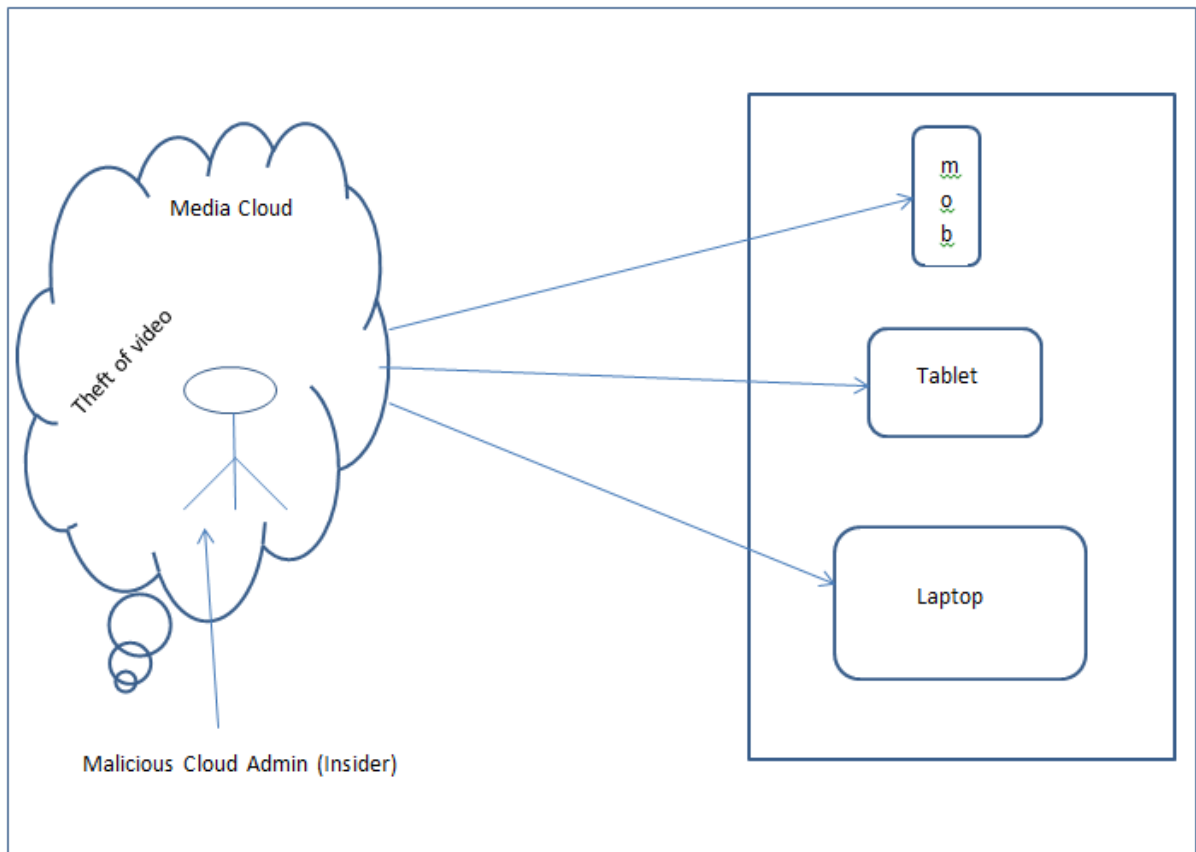 Media Cloud
Theft of video
Malicious Cloud Admin (Insider)
m
o
b
Tablet
Laptop